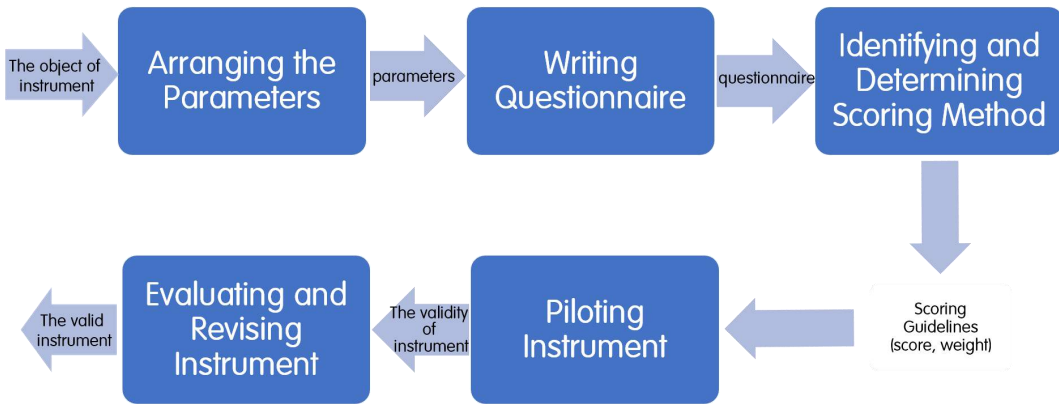 The object of
instrument
Arranging the
Parameters
parameters
Writing
Questionnaire
questionnaire
Identifying and
Determining
Scoring Method
Scoring
Guidelines
(score, weight)
Piloting
Instrument
The validity
of
instrument
Evaluating and
Revising
Instrument
The valid
instrument